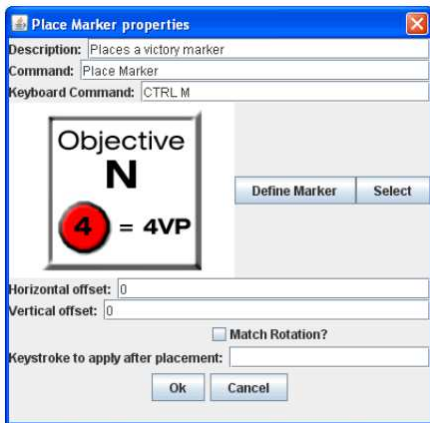 Place Marker properties
Description: Places a victory marker
Command: Place Marker
Keyboard Command: CTRL M
Objective
N
4 = 4VP
Define Marker Select
Horizontal offset: 0
Vertical offset: 0
Match Rotation?
Keystroke to apply after placement:
Ok Cancel